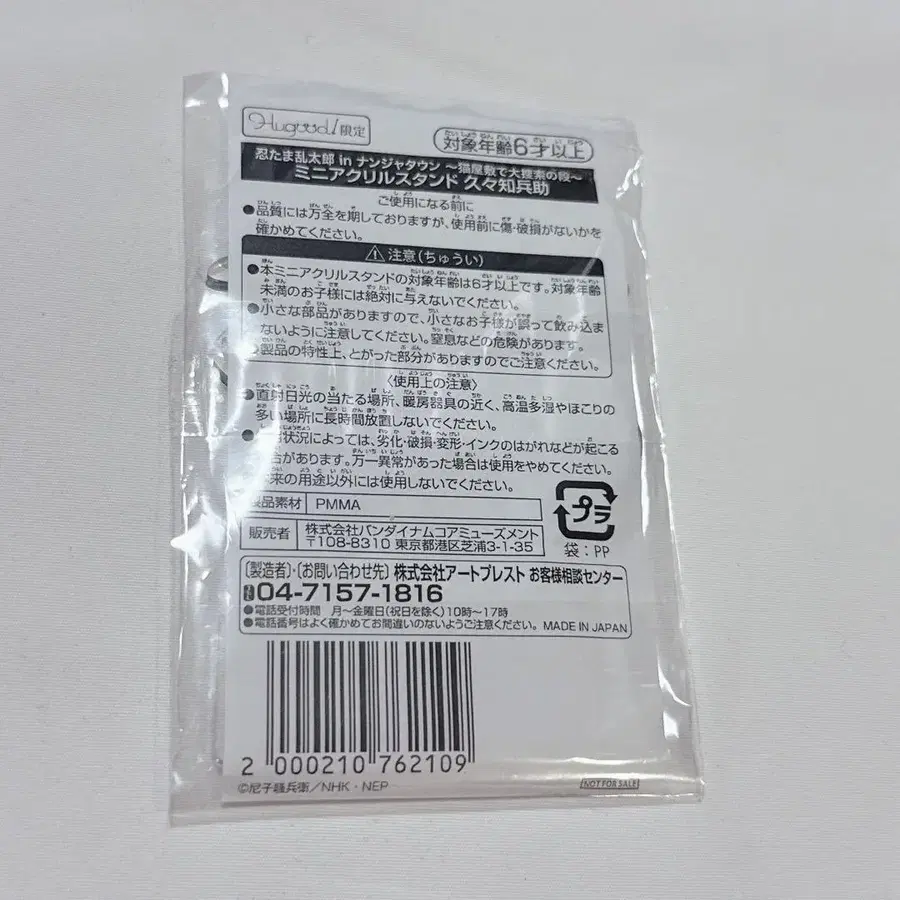 Hugood!限定
対象年齢6才以上
忍たま乱太郎 in ナンジャタウン ～猫屋敷で大捜索の段～
ミニアクリルスタンド 久々知兵助
ご使用になる前に
●品質には万全を期しておりますが、使用前に傷・破損がないかを
確かめてください。
注意(ちゅうい)
●本ミニアクリルスタンドの対象年齢は6才以上です。対象年齢
未満のお子様には絶対に与えないでください。
●小さな部品がありますので、小さなお子様が誤って飲み込ま
ないように注意してください。窒息などの危険があります。
●製品の特性上、とがった部分がありますのでご注意ください。
〈使用上の注意〉
●直射日光の当たる場所、暖房器具の近く、高温多湿やほこりの
多い場所に長時間放置しないでください。
●状況によっては、劣化・破損・変形・インクのはがれなどが起こる
合があります。万一異常があった場合は使用をやめてください。
来の用途以外には使用しないでください。
製品素材 PMMA
プラ
袋:PP
販売者 株式会社バンダイナムコアミューズメント
〒108-8310 東京都港区芝浦3-1-35
〔製造者〕・〔お問い合わせ先〕 株式会社アートプレスト お客様相談センター
04-7157-1816
●電話受付時間 月～金曜日(祝日を除く)10時～17時
●電話番号はよく確かめてお間違いのないようご注意ください。 MADE IN JAPAN
2 000210 762109
©尼子騒兵衛/NHK・NEP
NOT FOR SALE